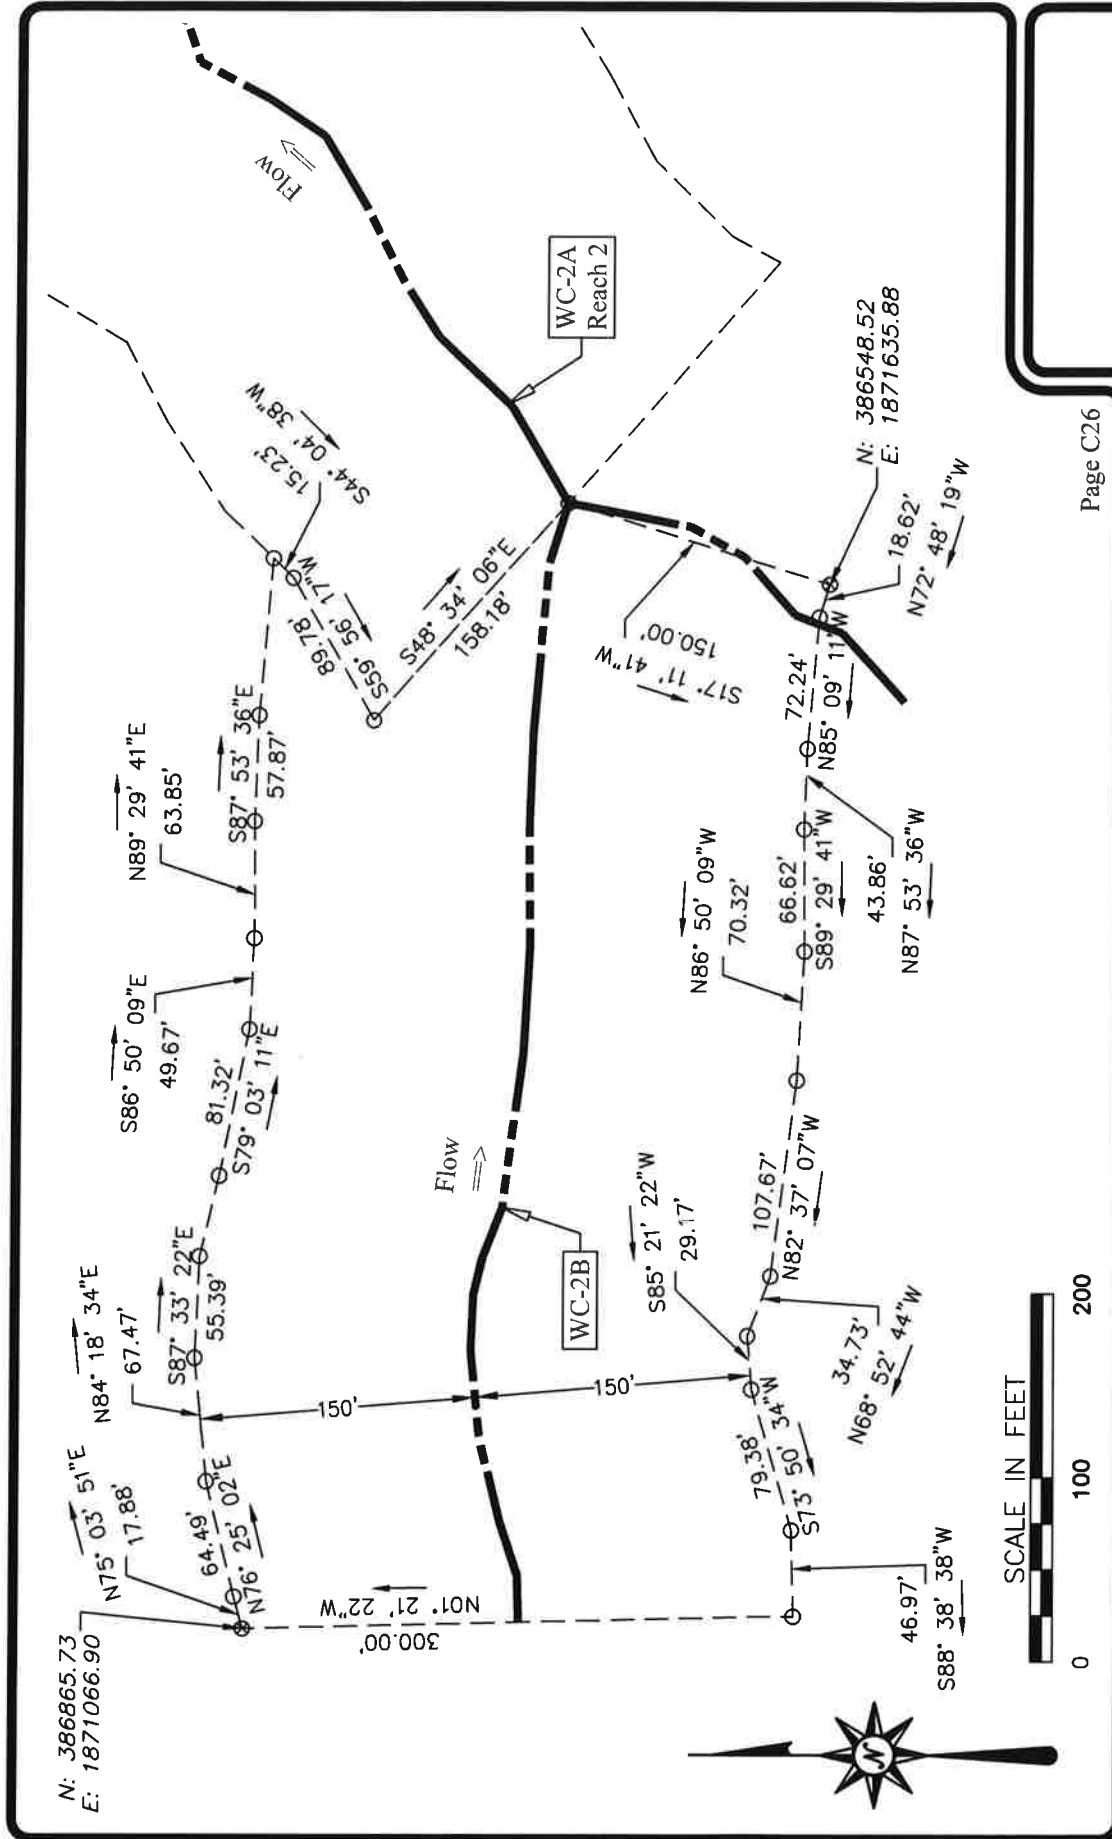 N: 386865.73
E: 1871066.90
N75° 03' 51"E
17.88'
64.49'
N76° 25' 02"E
N84° 18' 34"E
67.47'
S87° 33' 22"E
55.39'
81.32'
S79° 03' 11"E
S86° 50' 09"E
49.67'
N89° 29' 41"E
63.85'
S87° 53' 36"E
57.87'
S44° 04' 38"W
15.23'
89.78'
S59° 56' 17"W
S48° 34' 06"E
158.18'
Flow
WC-2A
Reach 2
S17° 11' 41"W
150.00'
N: 386548.52
E: 1871635.88
18.62'
N72° 48' 19"W
72.24'
N85° 09' 11"W
43.86'
N87° 53' 36"W
66.62'
S89° 29' 41"W
N86° 50' 09"W
70.32'
107.67'
N82° 37' 07"W
34.73'
N68° 52' 44"W
S85° 21' 22"W
29.17'
79.38'
S73° 50' 34"W
46.97'
S88° 38' 38"W
N01° 21' 22"W
300.00'
150'
150'
Flow
WC-2B
N
SCALE IN FEET
0 100 200
Page C26